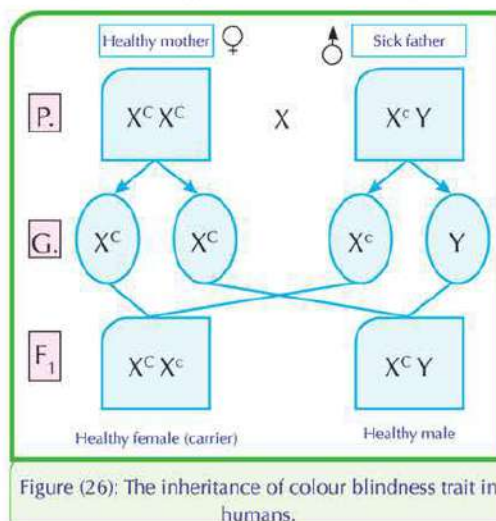 Healthy mother ♀ ♂ Sick father
P. X^C X^C X X^c Y
G. X^C X^C X^c Y
F₁ X^C X^c X^C Y
Healthy female (carrier) Healthy male
Figure (26): The inheritance of colour blindness trait in
humans.